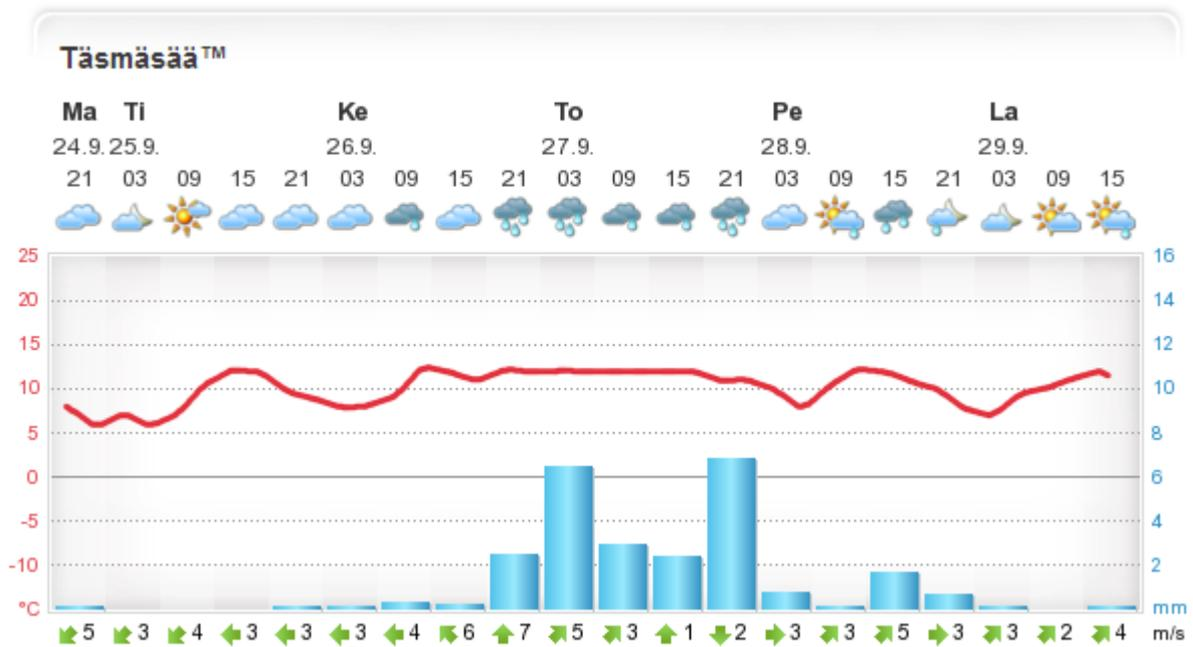 Täsmäsää™
Ma Ti Ke To Pe La
24.9. 25.9. 26.9. 27.9. 28.9. 29.9.
21 03 09 15 21 03 09 15 21 03 09 15 21 03 09 15 21 03 09 15
25 16
20 14
15 12
10 10
5 8
0 6
-5 4
-10 2
°C mm
5 3 4 3 3 3 4 6 7 5 3 1 2 3 3 5 3 3 2 4 m/s